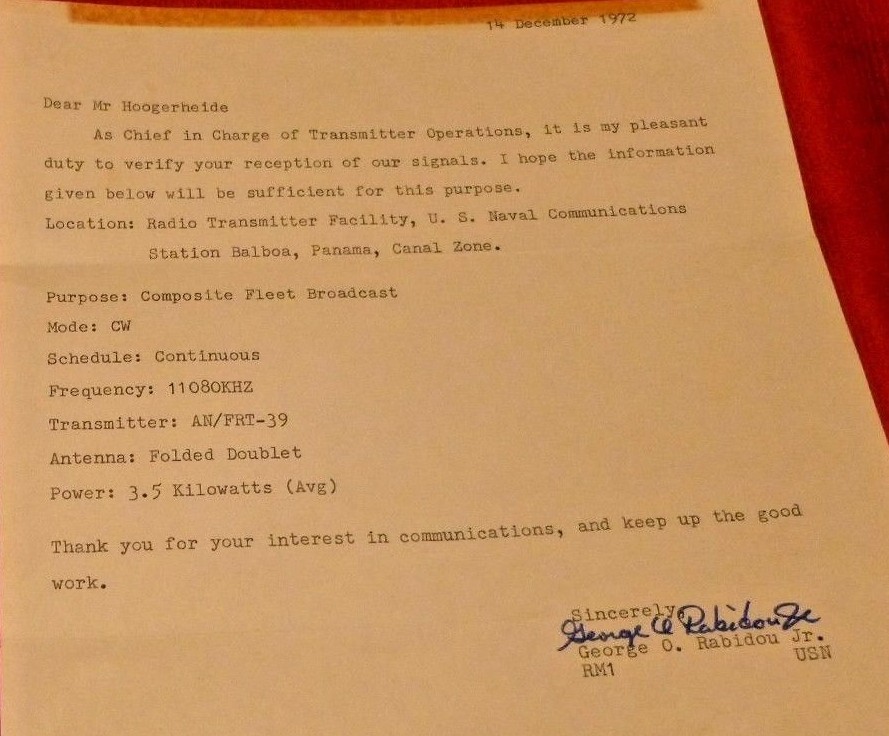 14 December 1972
Dear Mr Hoogerheide
As Chief in Charge of Transmitter Operations, it is my pleasant
duty to verify your reception of our signals. I hope the information
given below will be sufficient for this purpose.
Location: Radio Transmitter Facility, U. S. Naval Communications
Station Balboa, Panama, Canal Zone.
Purpose: Composite Fleet Broadcast
Mode: CW
Schedule: Continuous
Frequency: 11080KHZ
Transmitter: AN/FRT-39
Antenna: Folded Doublet
Power: 3.5 Kilowatts (Avg)
Thank you for your interest in communications, and keep up the good
work.
Sincerely,
George O Rabidou Jr
George O. Rabidou Jr.
RM1 USN